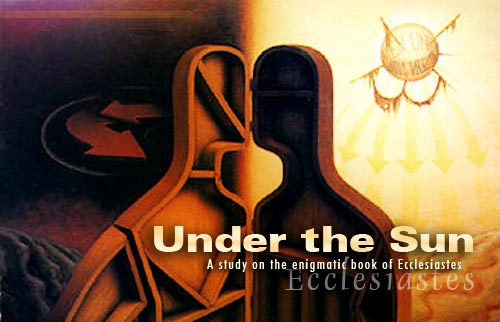 Under the Sun
A study on the enigmatic book of Ecclesiastes
Ecclesiastes